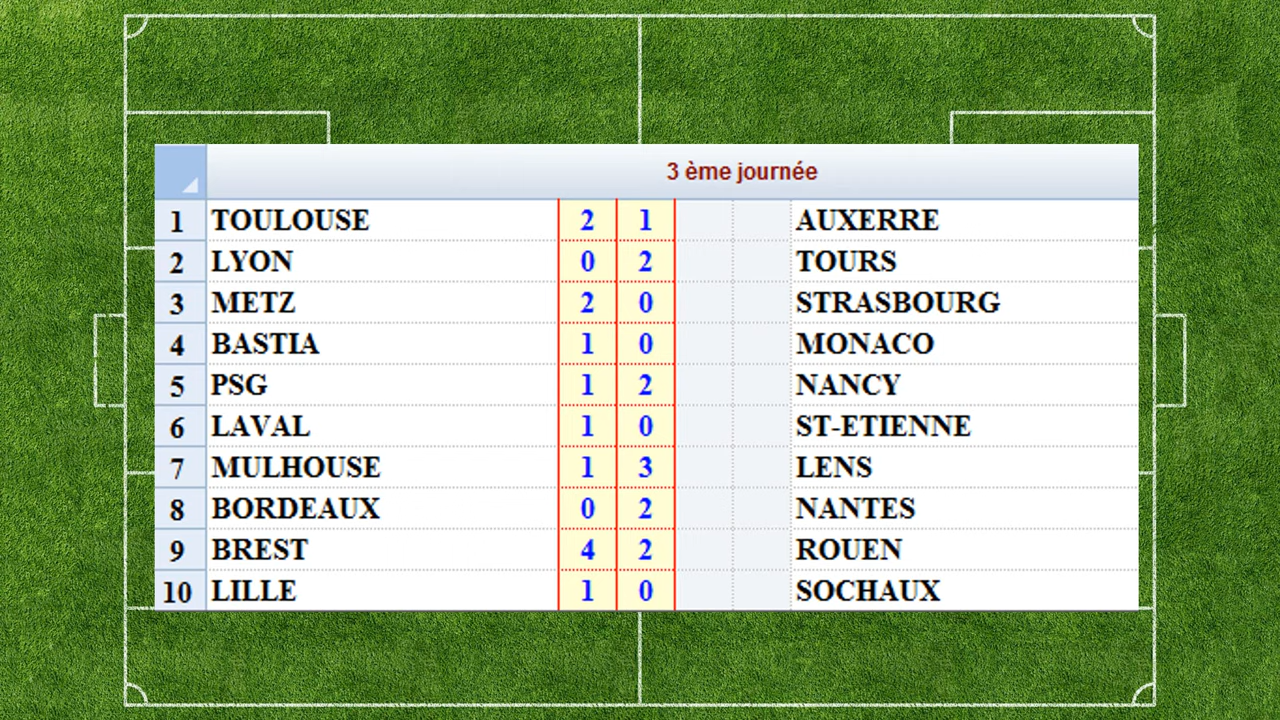 3 ème journée
1 TOULOUSE 2 1 AUXERRE
2 LYON 0 2 TOURS
3 METZ 2 0 STRASBOURG
4 BASTIA 1 0 MONACO
5 PSG 1 2 NANCY
6 LAVAL 1 0 ST-ETIENNE
7 MULHOUSE 1 3 LENS
8 BORDEAUX 0 2 NANTES
9 BREST 4 2 ROUEN
10 LILLE 1 0 SOCHAUX